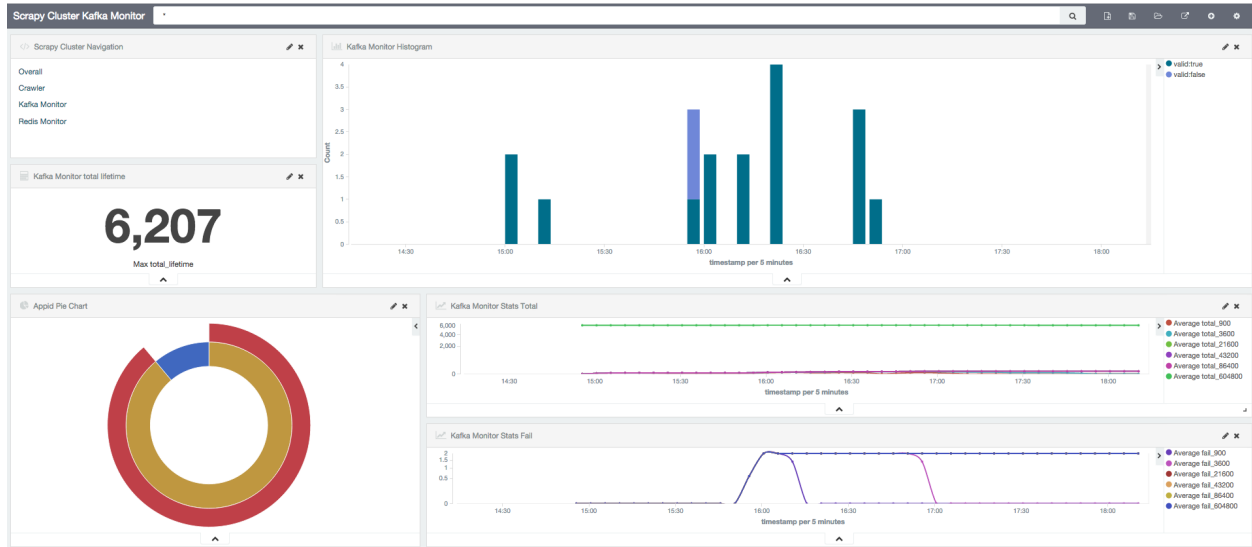 Scrapy Cluster Kafka Monitor
*
Scrapy Cluster Navigation
Overall
Crawler
Kafka Monitor
Redis Monitor
Kafka Monitor total lifetime
6,207
Max total_lifetime
Kafka Monitor Histogram
4
3.5
3
2.5
2
1.5
1
0.5
0
Count
14:30 15:00 15:30 16:00 16:30 17:00 17:30 18:00
timestamp per 5 minutes
valid:true
valid:false
Appid Pie Chart
Kafka Monitor Stats Total
6,000
4,000
2,000
0
14:30 15:00 15:30 16:00 16:30 17:00 17:30 18:00
timestamp per 5 minutes
Average total_900
Average total_3600
Average total_21600
Average total_43200
Average total_86400
Average total_604800
Kafka Monitor Stats Fail
2
1.5
1
0.5
0
14:30 15:00 15:30 16:00 16:30 17:00 17:30 18:00
timestamp per 5 minutes
Average fail_900
Average fail_3600
Average fail_21600
Average fail_43200
Average fail_86400
Average fail_604800